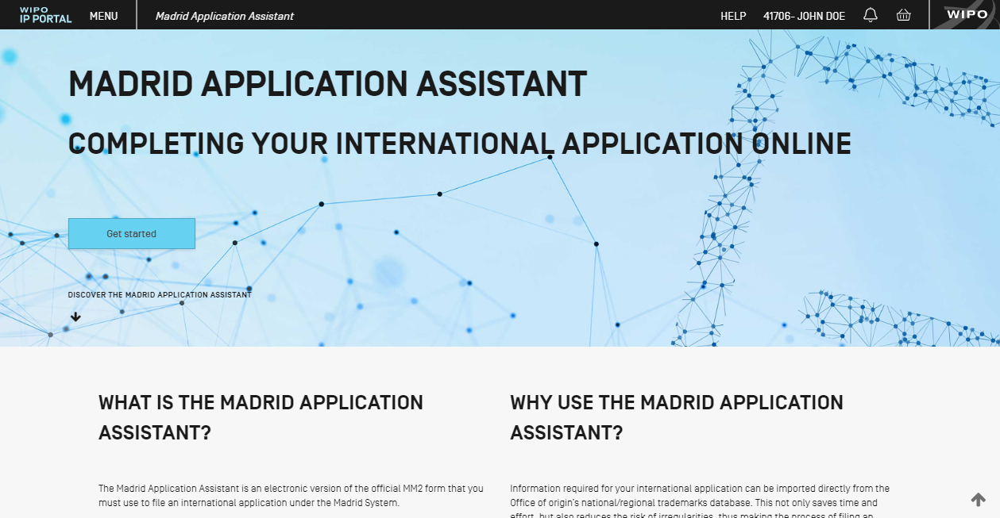 WIPO
IP PORTAL
MENU
Madrid Application Assistant
HELP
41706- JOHN DOE
WIPO
MADRID APPLICATION ASSISTANT
COMPLETING YOUR INTERNATIONAL APPLICATION ONLINE
Get started
DISCOVER THE MADRID APPLICATION ASSISTANT
WHAT IS THE MADRID APPLICATION
ASSISTANT?
The Madrid Application Assistant is an electronic version of the official MM2 form that you
must use to file an international application under the Madrid System.
WHY USE THE MADRID APPLICATION
ASSISTANT?
Information required for your international application can be imported directly from the
Office of origin's national/regional trademarks database. This not only saves time and
effort, but also reduces the risk of irregularities, thus making the process of filing an